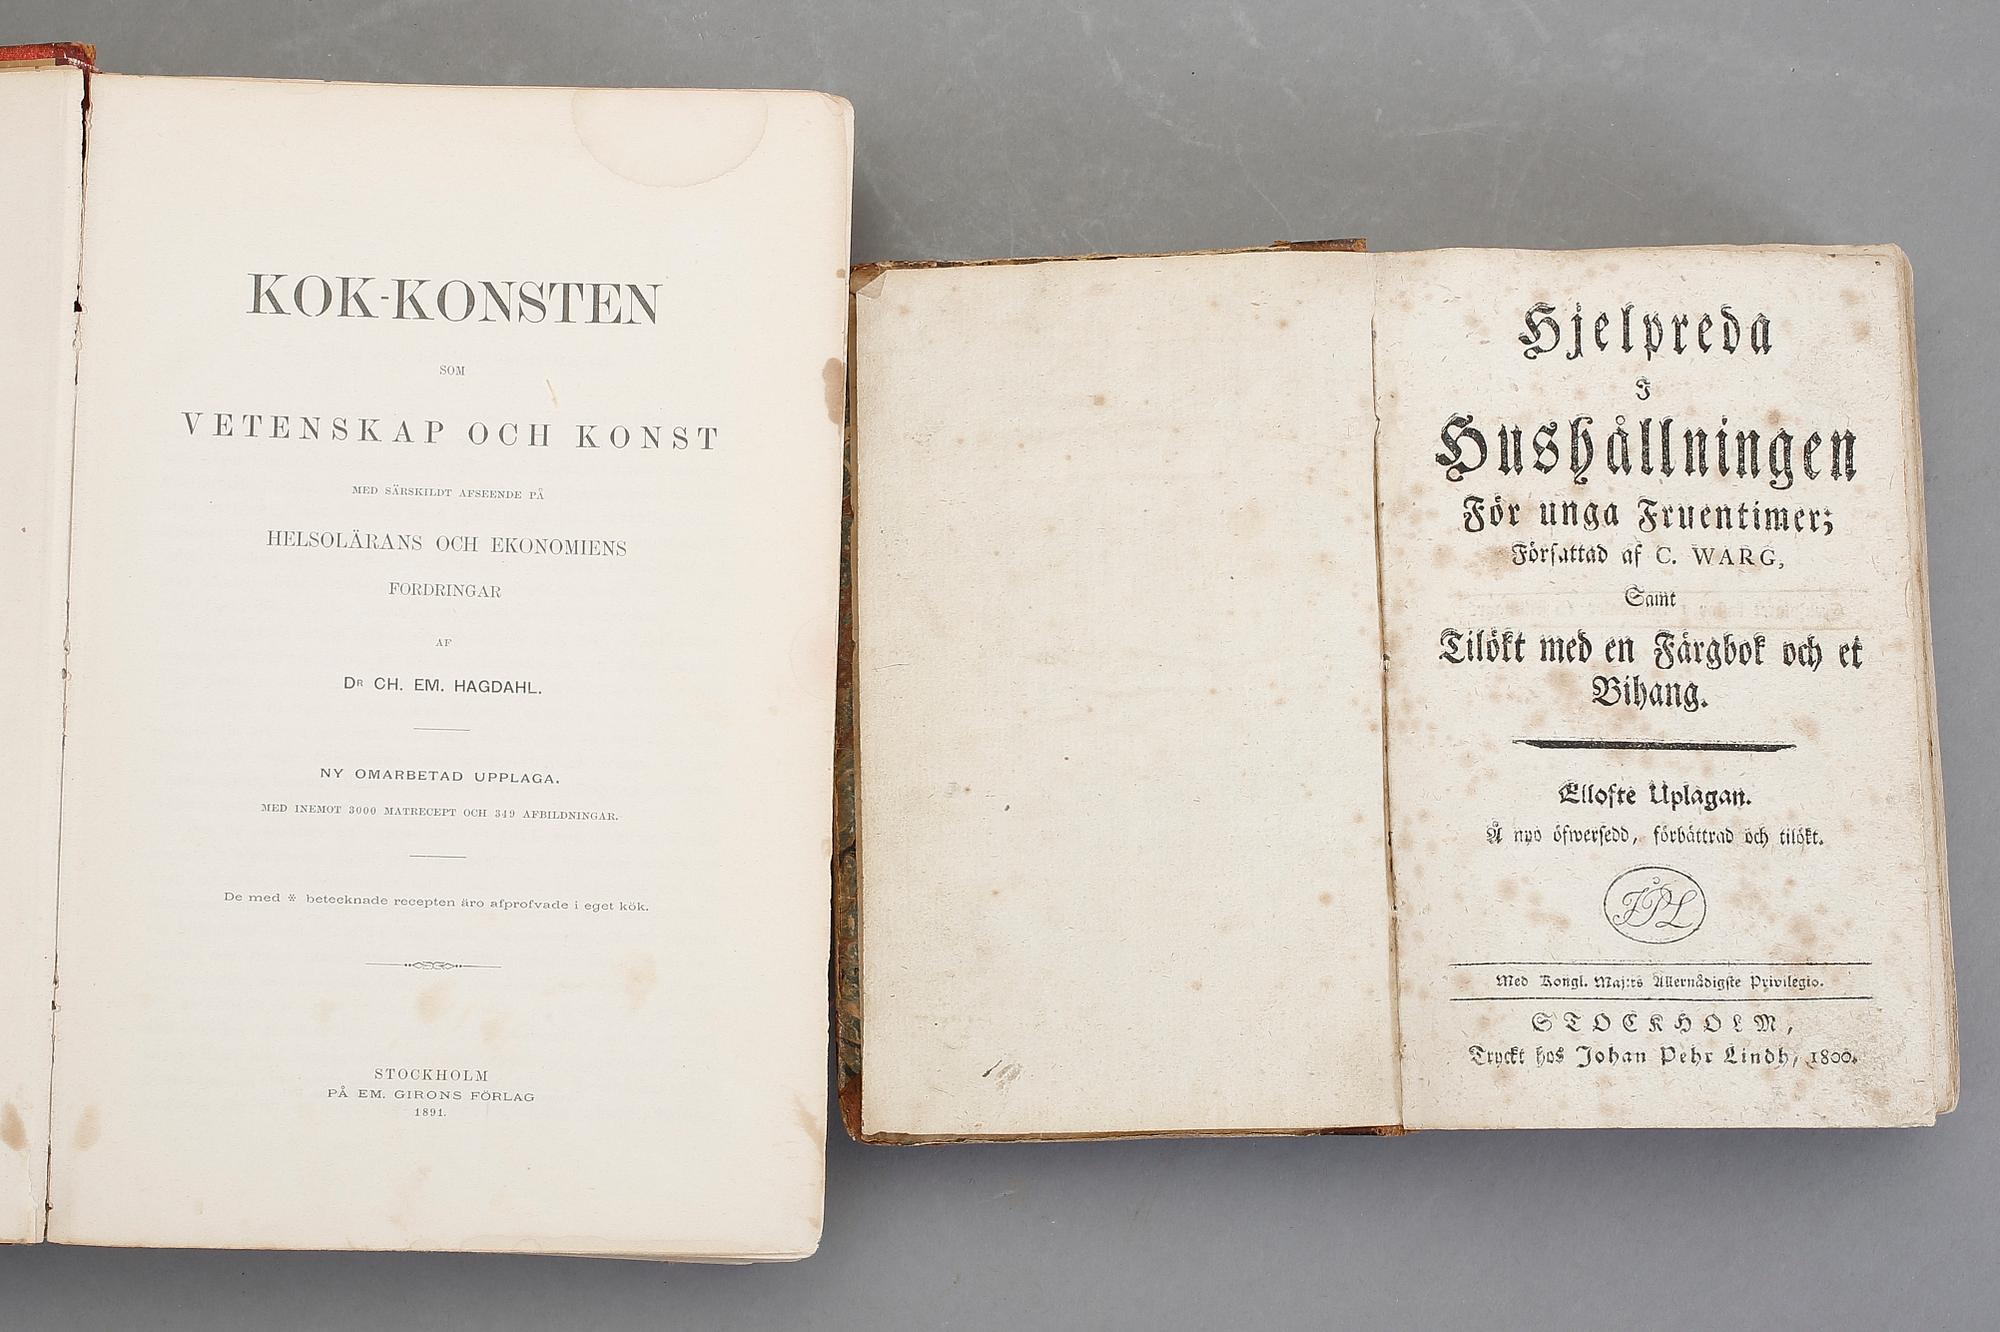 KOK-KONSTEN
SOM
VETENSKAP OCH KONST
MED SÄRSKILDT AFSEENDE PÅ
HELSOLÄRANS OCH EKONOMIENS
FORDRINGAR
AF
DR CH. EM. HAGDAHL.
NY OMARBETAD UPPLAGA.
MED INEMOT 3000 MATRECEPT OCH 349 AFBILDNINGAR.
De med * betecknade recepten äro afprofvade i eget kök.
STOCKHOLM
PÅ EM. GIRONS FÖRLAG
1891.
Hjelpreda
I
Hushållningen
För unga Fruentimer;
Författad af C. WARG,
Samt
Tilökt med en Färgbok och et
Bihang.
Ellofte Uplagan.
Å nyo öfwersedd, förbättrad och tilökt.
JPL
Med Kongl. Maj:ts Allernådigste Privilegio.
STOCKHOLM,
Tryckt hos Johan Pehr Lindh, 1800.